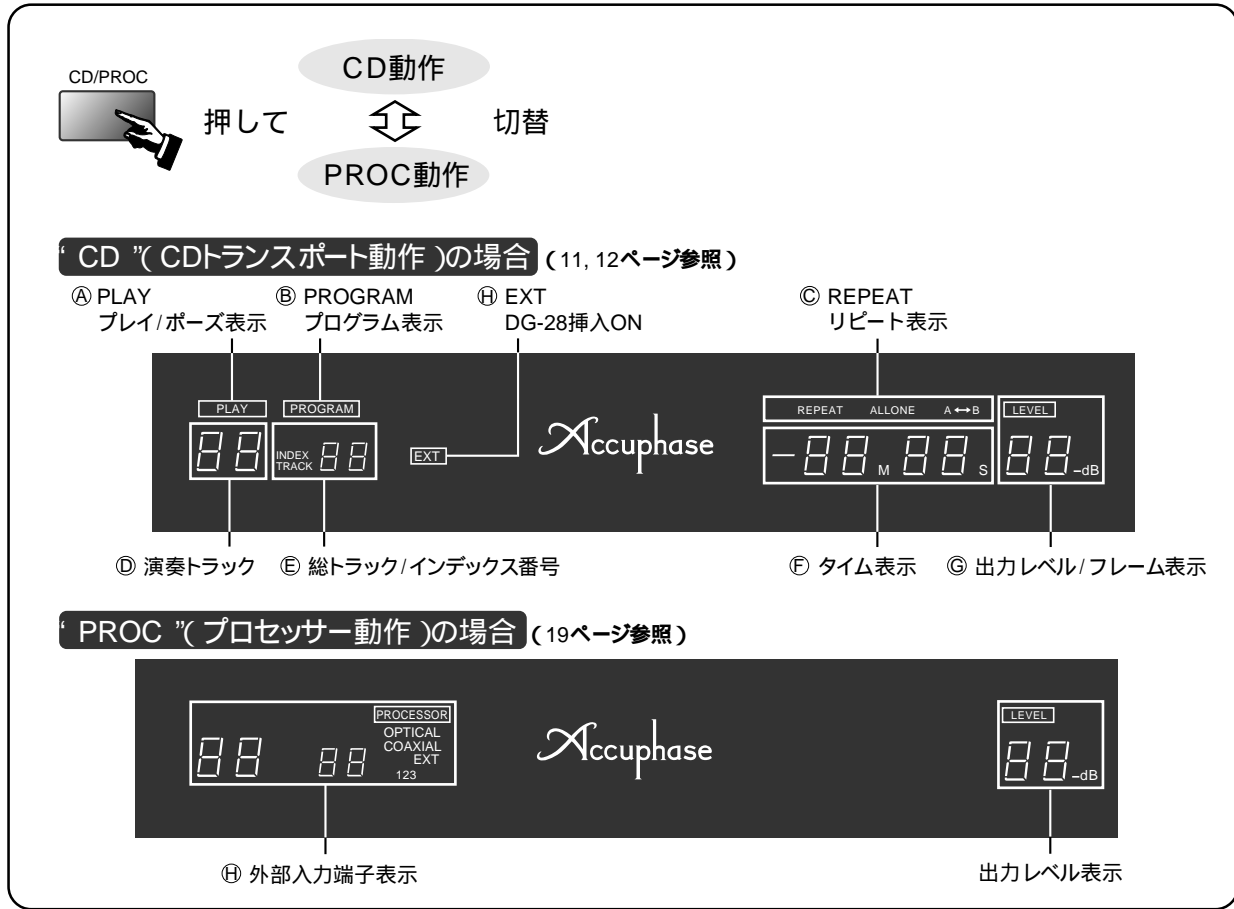 CD/PROC
押して
CD動作
切替
PROC動作
“ CD ”( CDトランスポート動作 )の場合 ( 11, 12ページ参照 )
Ⓐ PLAY
プレイ/ポーズ表示
Ⓑ PROGRAM
プログラム表示
Ⓗ EXT
DG-28挿入ON
Ⓒ REPEAT
リピート表示
PLAY PROGRAM
REPEAT ALLONE A↔B LEVEL
88 INDEX TRACK 88 EXT
Accuphase
-88 M 88 S 88 -dB
Ⓓ 演奏トラック
Ⓔ 総トラック/インデックス番号
Ⓕ タイム表示
Ⓖ 出力レベル/フレーム表示
“ PROC ”( プロセッサー動作 )の場合 ( 19ページ参照 )
PROCESSOR
OPTICAL
COAXIAL
EXT
123
88 88
Accuphase
LEVEL
88 -dB
Ⓗ 外部入力端子表示
出力レベル表示